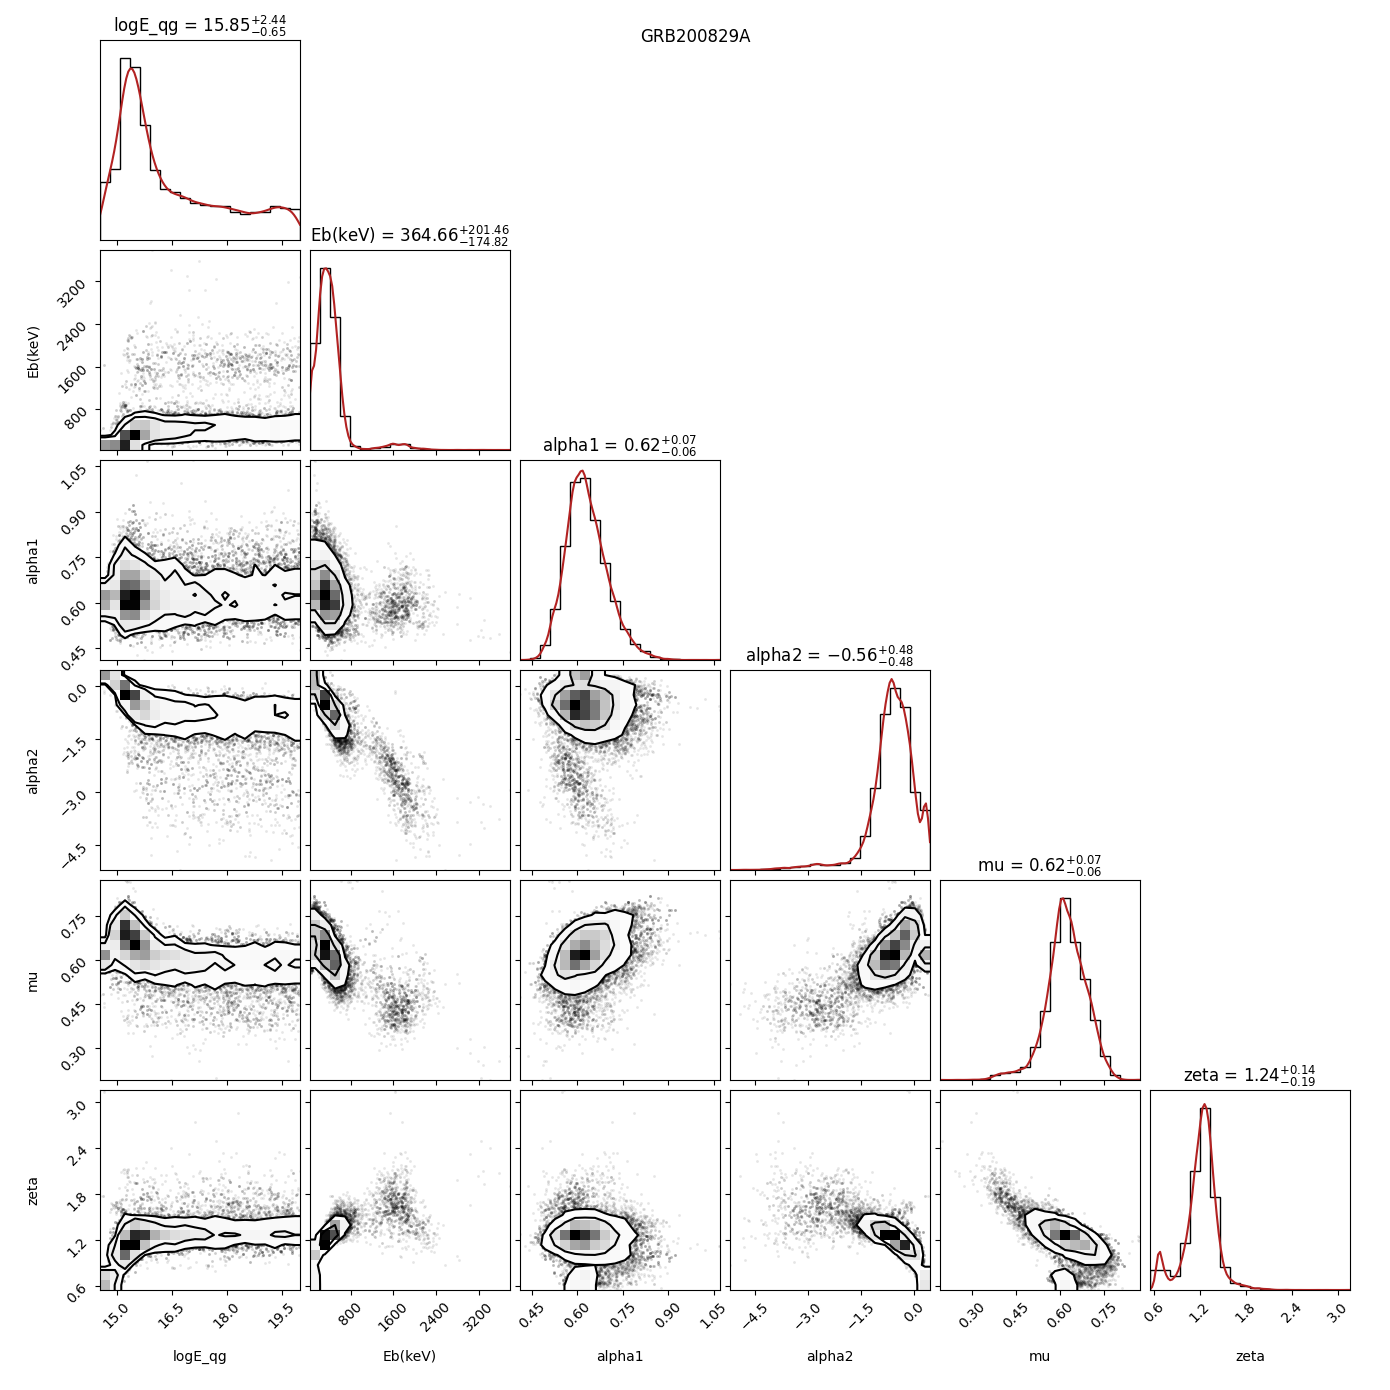 logE_qg = 15.85+2.44−0.65
GRB200829A
Eb(keV) = 364.66+201.46−174.82
3200
2400
1600
800
Eb(keV)
alpha1 = 0.62+0.07−0.06
1.05
0.90
0.75
0.60
0.45
alpha1
alpha2 = −0.56+0.48−0.48
0.0
−1.5
−3.0
−4.5
alpha2
mu = 0.62+0.07−0.06
0.75
0.60
0.45
0.30
mu
zeta = 1.24+0.14−0.19
3.0
2.4
1.8
1.2
0.6
zeta
15.0 16.5 18.0 19.5 800 1600 2400 3200 0.45 0.60 0.75 0.90 1.05 −4.5 −3.0 −1.5 0.0 0.30 0.45 0.60 0.75 0.6 1.2 1.8 2.4 3.0
logE_qg Eb(keV) alpha1 alpha2 mu zeta